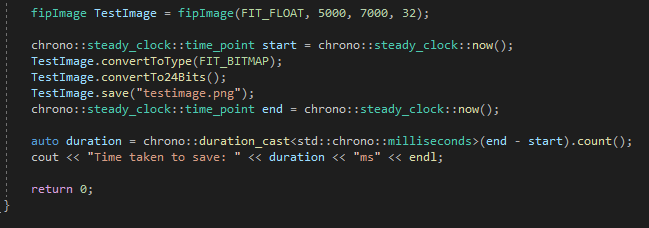 fipImage TestImage = fipImage(FIT_FLOAT, 5000, 7000, 32);
chrono::steady_clock::time_point start = chrono::steady_clock::now();
TestImage.convertToType(FIT_BITMAP);
TestImage.convertTo24Bits();
TestImage.save("testimage.png");
chrono::steady_clock::time_point end = chrono::steady_clock::now();
auto duration = chrono::duration_cast<std::chrono::milliseconds>(end - start).count();
cout << "Time taken to save: " << duration << "ms" << endl;
return 0;
}